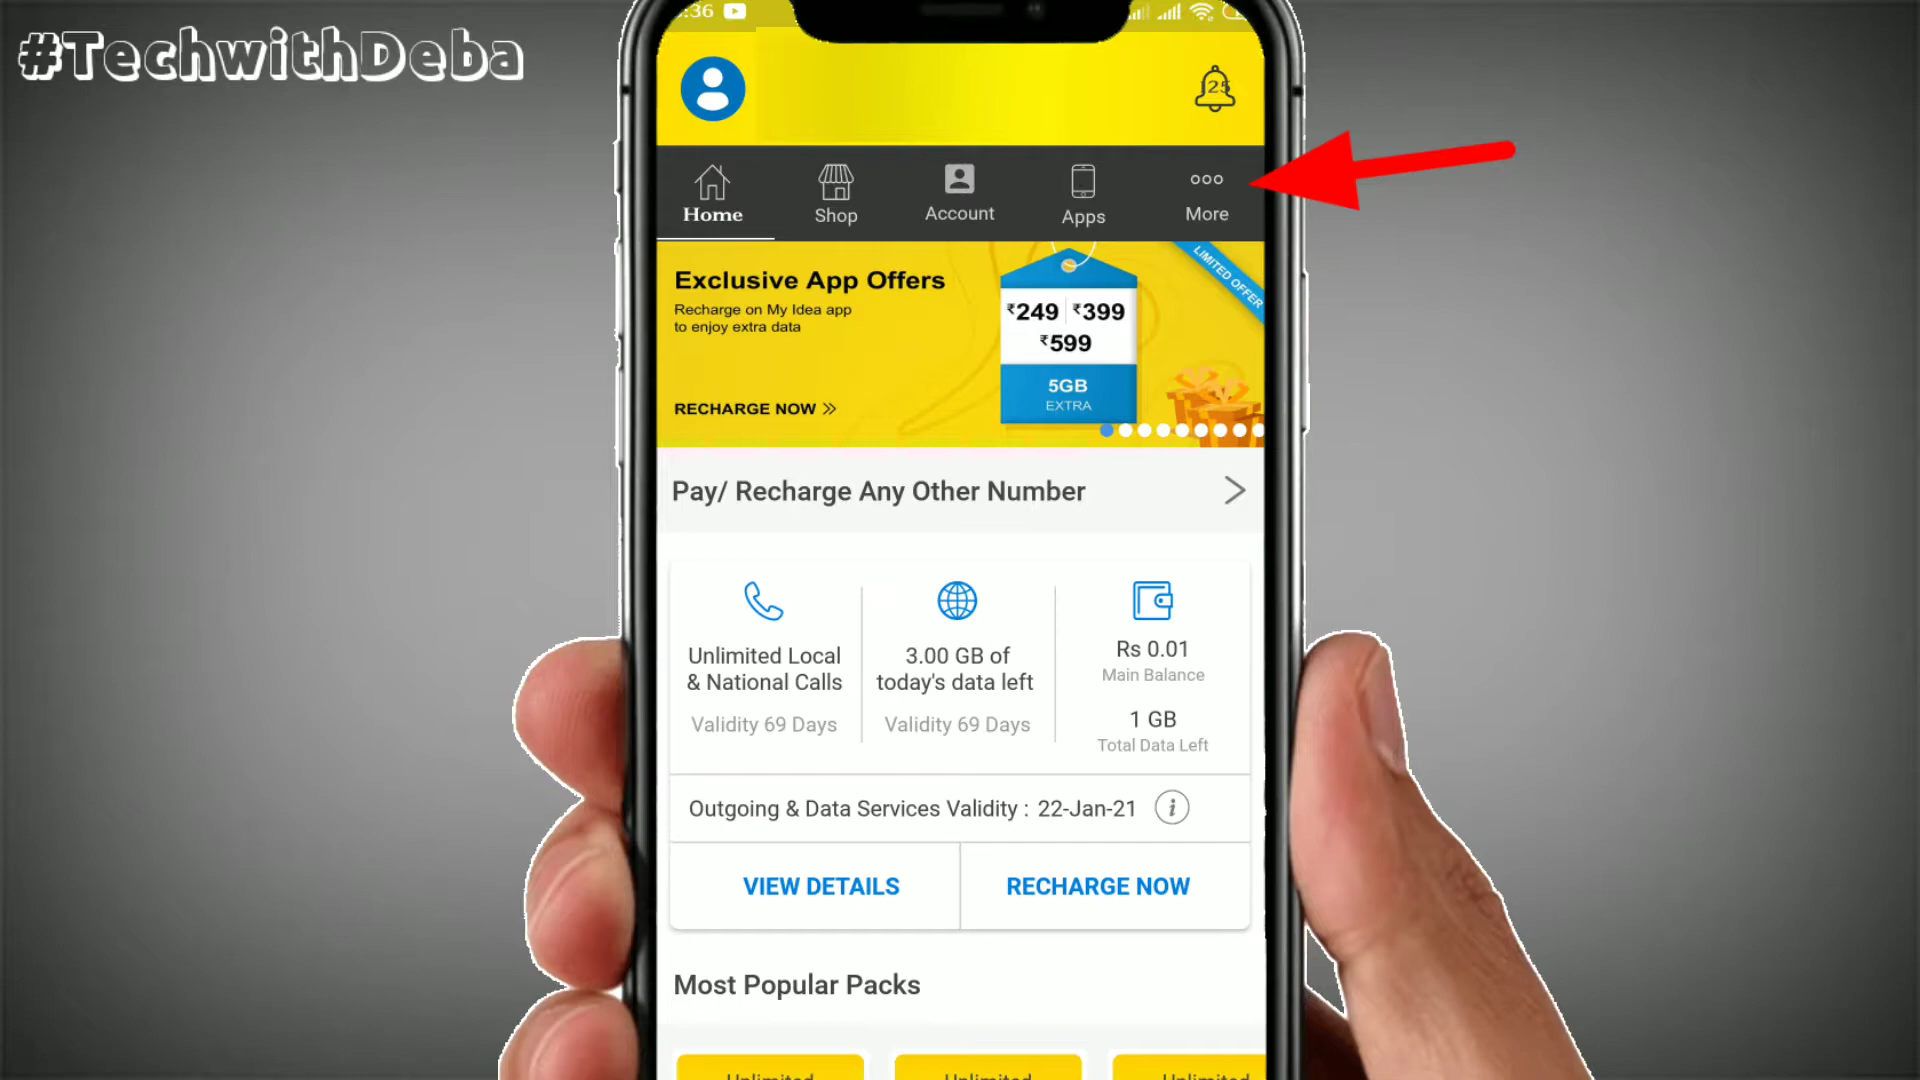 :36
#TechwithDeba
25
Home
Shop
Account
Apps
More
Exclusive App Offers
Recharge on My Idea app
to enjoy extra data
RECHARGE NOW
LIMITED OFFER
₹249 ₹399
₹599
5GB
EXTRA
Pay/ Recharge Any Other Number
Unlimited Local
& National Calls
Validity 69 Days
3.00 GB of
today's data left
Validity 69 Days
Rs 0.01
Main Balance
1 GB
Total Data Left
Outgoing & Data Services Validity : 22-Jan-21
i
VIEW DETAILS
RECHARGE NOW
Most Popular Packs
Unlimited
Unlimited
Unlimited